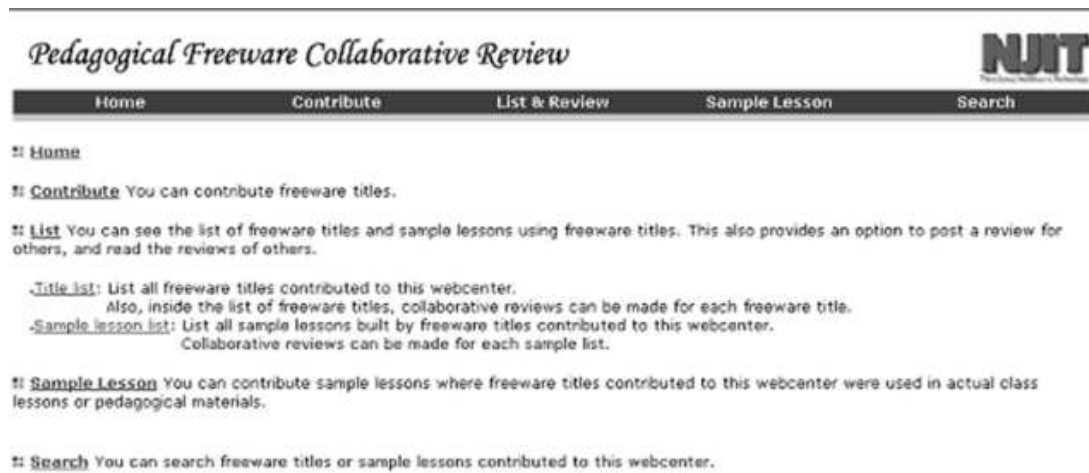 Pedagogical Freeware Collaborative Review
NJIT
Home Contribute List & Review Sample Lesson Search
Home
Contribute You can contribute freeware titles.
List You can see the list of freeware titles and sample lessons using freeware titles. This also provides an option to post a review for
others, and read the reviews of others.
Title list: List all freeware titles contributed to this webcenter.
Also, inside the list of freeware titles, collaborative reviews can be made for each freeware title.
Sample lesson list: List all sample lessons built by freeware titles contributed to this webcenter.
Collaborative reviews can be made for each sample list.
Sample Lesson You can contribute sample lessons where freeware titles contributed to this webcenter were used in actual class
lessons or pedagogical materials.
Search You can search freeware titles or sample lessons contributed to this webcenter.